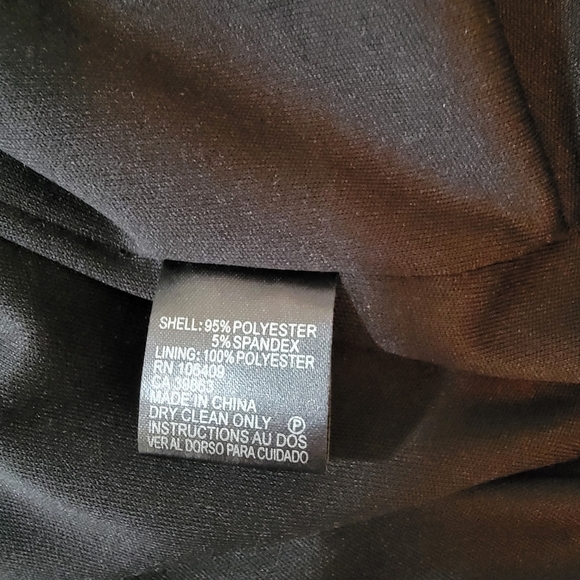 SHELL: 95% POLYESTER
5% SPANDEX
LINING: 100% POLYESTER
RN 106409
CA 39663
MADE IN CHINA
DRY CLEAN ONLY Ⓟ
INSTRUCTIONS AU DOS
VER AL DORSO PARA CUIDADO